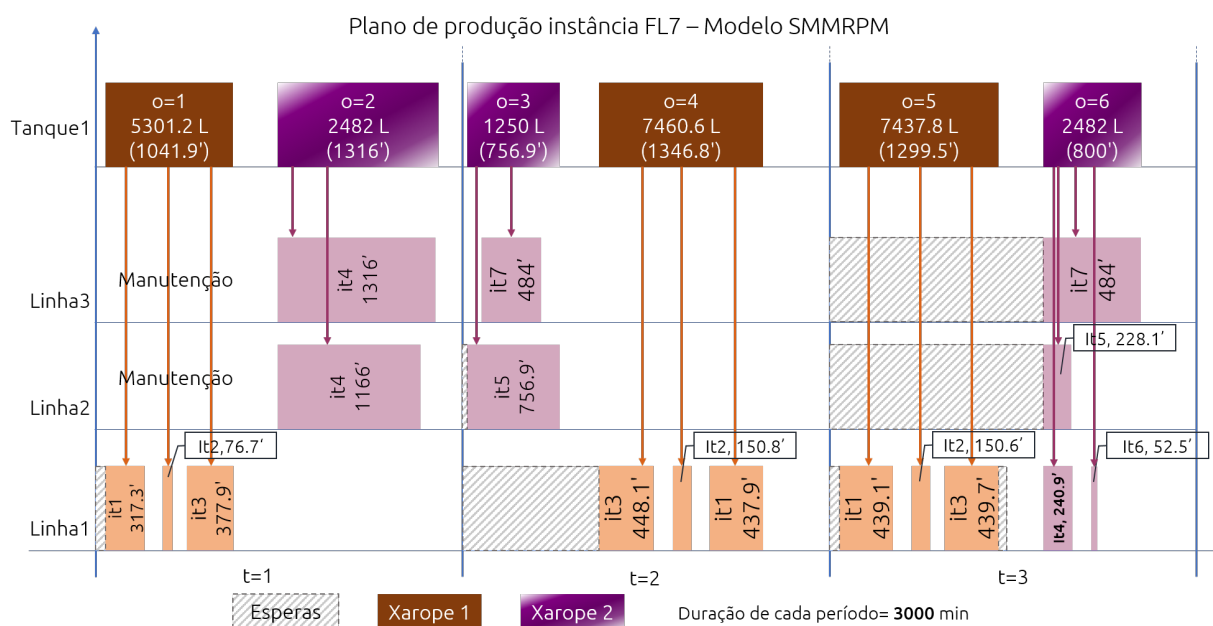 Plano de produção instância FL7 – Modelo SMMRPM
Tanque1
o=1
5301.2 L
(1041.9')
o=2
2482 L
(1316')
o=3
1250 L
(756.9')
o=4
7460.6 L
(1346.8')
o=5
7437.8 L
(1299.5')
o=6
2482 L
(800')
Linha3
Manutenção
it4
1316’
it7
484’
it7
484’
Linha2
Manutenção
it4
1166’
it5
756.9’
It5, 228.1’
Linha1
it1
317.3’
It2,76.7’
it3
377.9’
it3
448.1’
It2, 150.8’
it1
437.9’
it1
439.1’
It2, 150.6’
it3
439.7’
It4, 240.9’
It6, 52.5’
t=1
t=2
t=3
Esperas
Xarope 1
Xarope 2
Duração de cada período= 3000 min